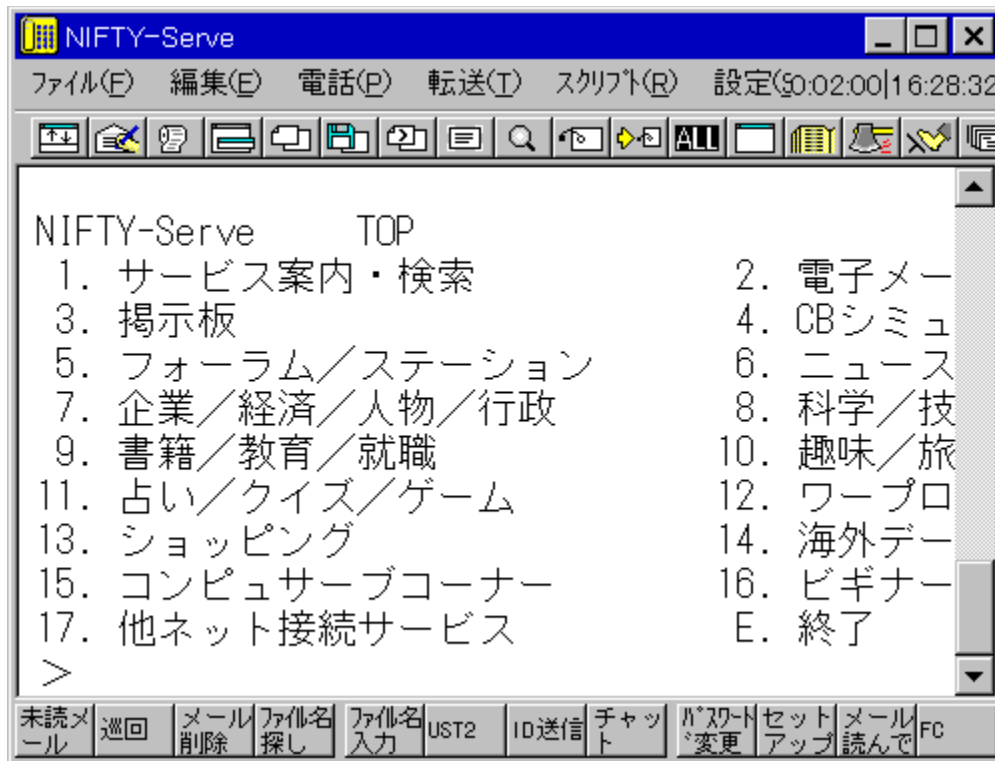 NIFTY-Serve
ファイル(F) 編集(E) 電話(P) 転送(T) スクリプト(R) 設定(S 0:02:00|16:28:32
ALL
NIFTY-Serve TOP
1. サービス案内・検索 2. 電子メー
3. 掲示板 4. CBシミュ
5. フォーラム／ステーション 6. ニュース
7. 企業／経済／人物／行政 8. 科学／技
9. 書籍／教育／就職 10. 趣味／旅
11. 占い／クイズ／ゲーム 12. ワープロ
13. ショッピング 14. 海外デー
15. コンピュサーブコーナー 16. ビギナー
17. 他ネット接続サービス E. 終了
>
未読メール 巡回 メール削除 ファイル名探し ファイル名入力 UST2 ID送信 チャット パスワード変更 セットアップ メール読んで FC